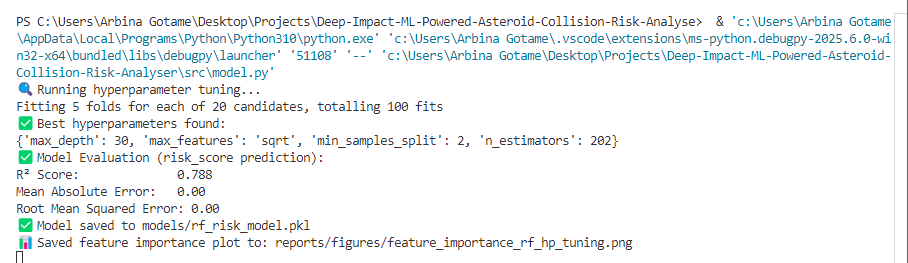 PS C:\Users\Arbina Gotame\Desktop\Projects\Deep-Impact-ML-Powered-Asteroid-Collision-Risk-Analyse>  & 'c:\Users\Arbina Gotame
\AppData\Local\Programs\Python\Python310\python.exe' 'c:\Users\Arbina Gotame\.vscode\extensions\ms-python.debugpy-2025.6.0-wi
n32-x64\bundled\libs\debugpy\launcher' '51108' '--' 'c:\Users\Arbina Gotame\Desktop\Projects\Deep-Impact-ML-Powered-Asteroid-
Collision-Risk-Analyser\src\model.py'
🔍 Running hyperparameter tuning...
Fitting 5 folds for each of 20 candidates, totalling 100 fits
✅ Best hyperparameters found:
{'max_depth': 30, 'max_features': 'sqrt', 'min_samples_split': 2, 'n_estimators': 202}
✅ Model Evaluation (risk_score prediction):
R² Score:              0.788
Mean Absolute Error:   0.00
Root Mean Squared Error: 0.00
✅ Model saved to models/rf_risk_model.pkl
📊 Saved feature importance plot to: reports/figures/feature_importance_rf_hp_tuning.png